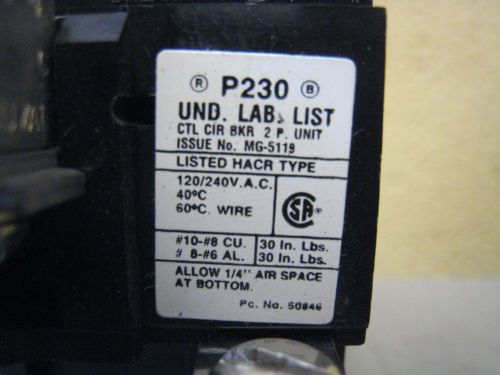 ® P230 Ⓑ
UND. LAB. LIST
CTL CIR BKR 2 P. UNIT
ISSUE No. MG-5119
LISTED HACR TYPE
120/240V.A.C.
40°C
60°C. WIRE
SA ®
#10-#8 CU. 30 In. Lbs.
# 8-#6 AL. 30 In. Lbs.
ALLOW 1/4" AIR SPACE
AT BOTTOM.
Pc. No. 50846